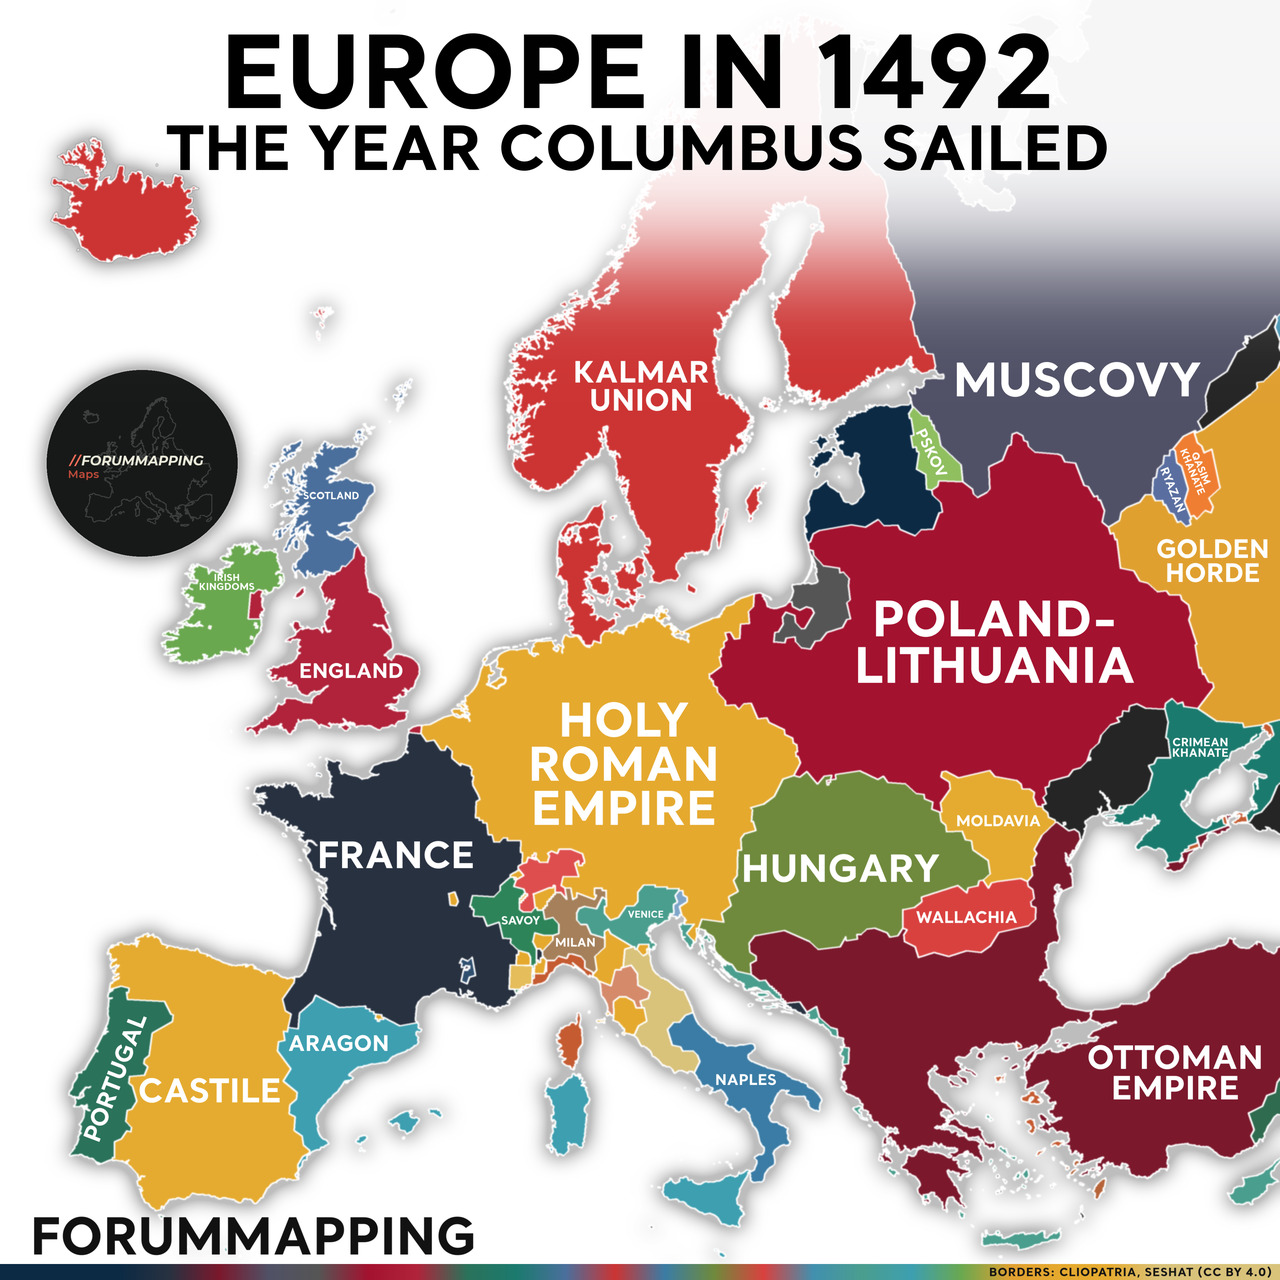 EUROPE IN 1492
THE YEAR COLUMBUS SAILED
KALMAR
UNION
MUSCOVY
//FORUMMAPPING
Maps
PSKOV
QASIM
KHANATE
RYAZAN
SCOTLAND
GOLDEN
HORDE
IRISH
KINGDOMS
POLAND-
LITHUANIA
ENGLAND
HOLY
ROMAN
EMPIRE
CRIMEAN
KHANATE
MOLDAVIA
FRANCE
HUNGARY
SAVOY
VENICE
WALLACHIA
MILAN
PORTUGAL
ARAGON
CASTILE
NAPLES
OTTOMAN
EMPIRE
FORUMMAPPING
BORDERS: CLIOPATRIA, SESHAT (CC BY 4.0)